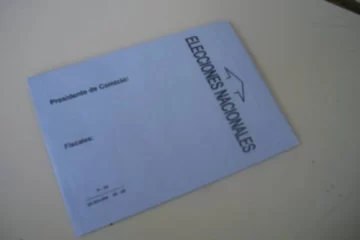 ELECCIONES NACIONALES
Presidente de Comicio:
Fiscales: